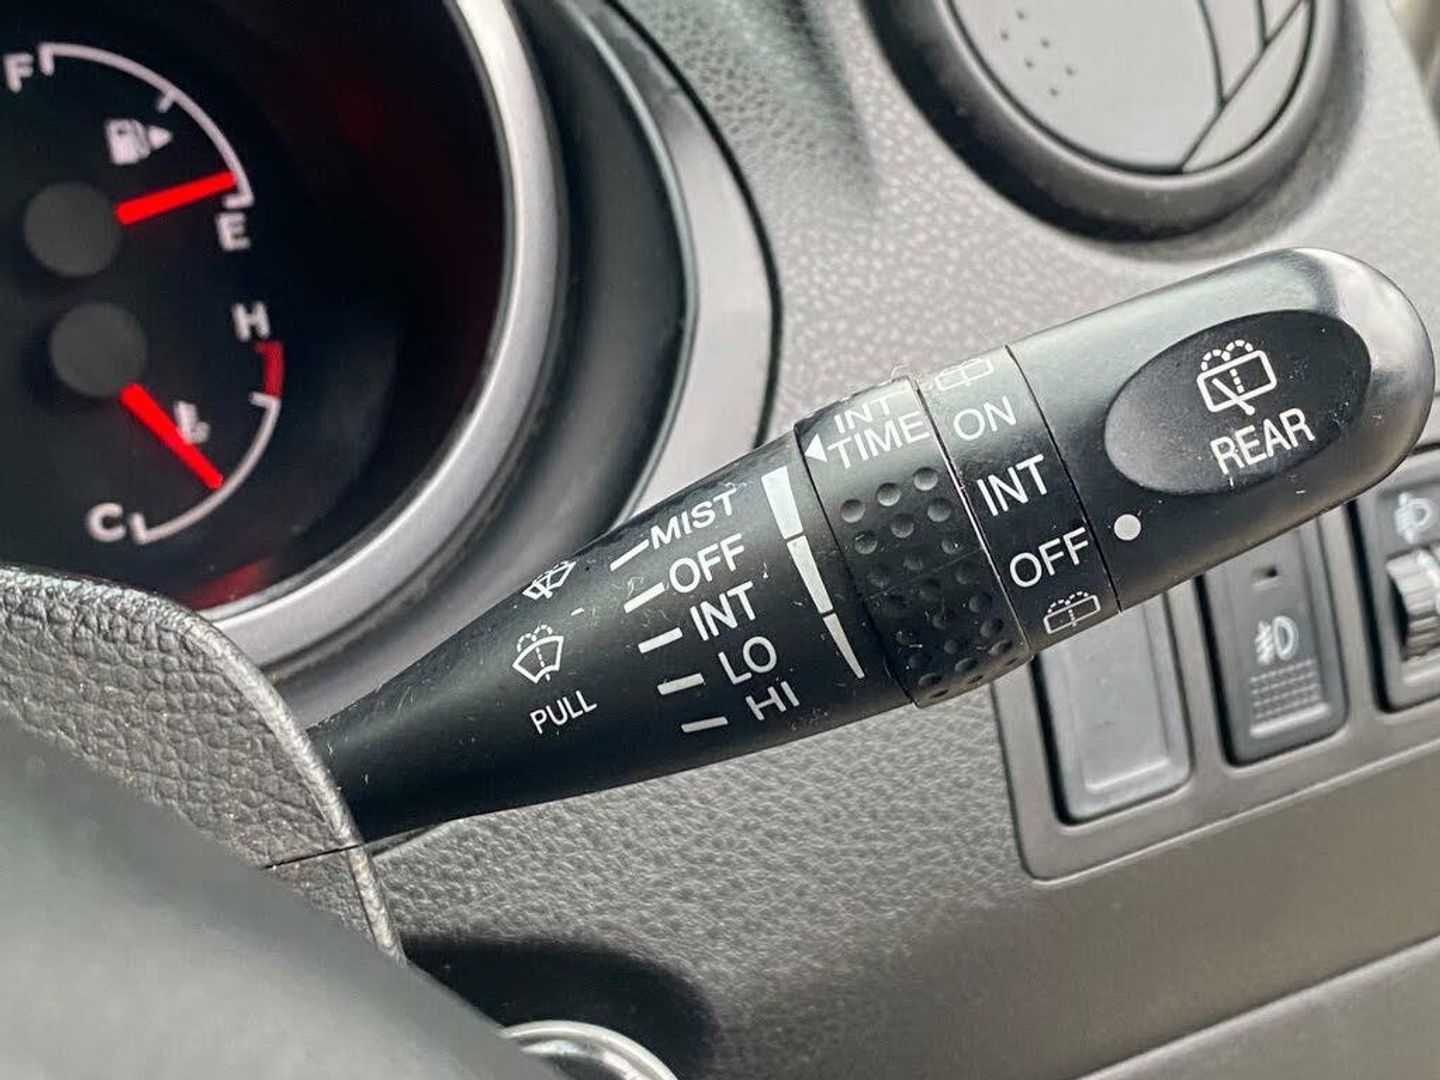 F
E
H
C
MIST
OFF
INT
LO
HI
PULL
INT
TIME
ON
INT
OFF
REAR